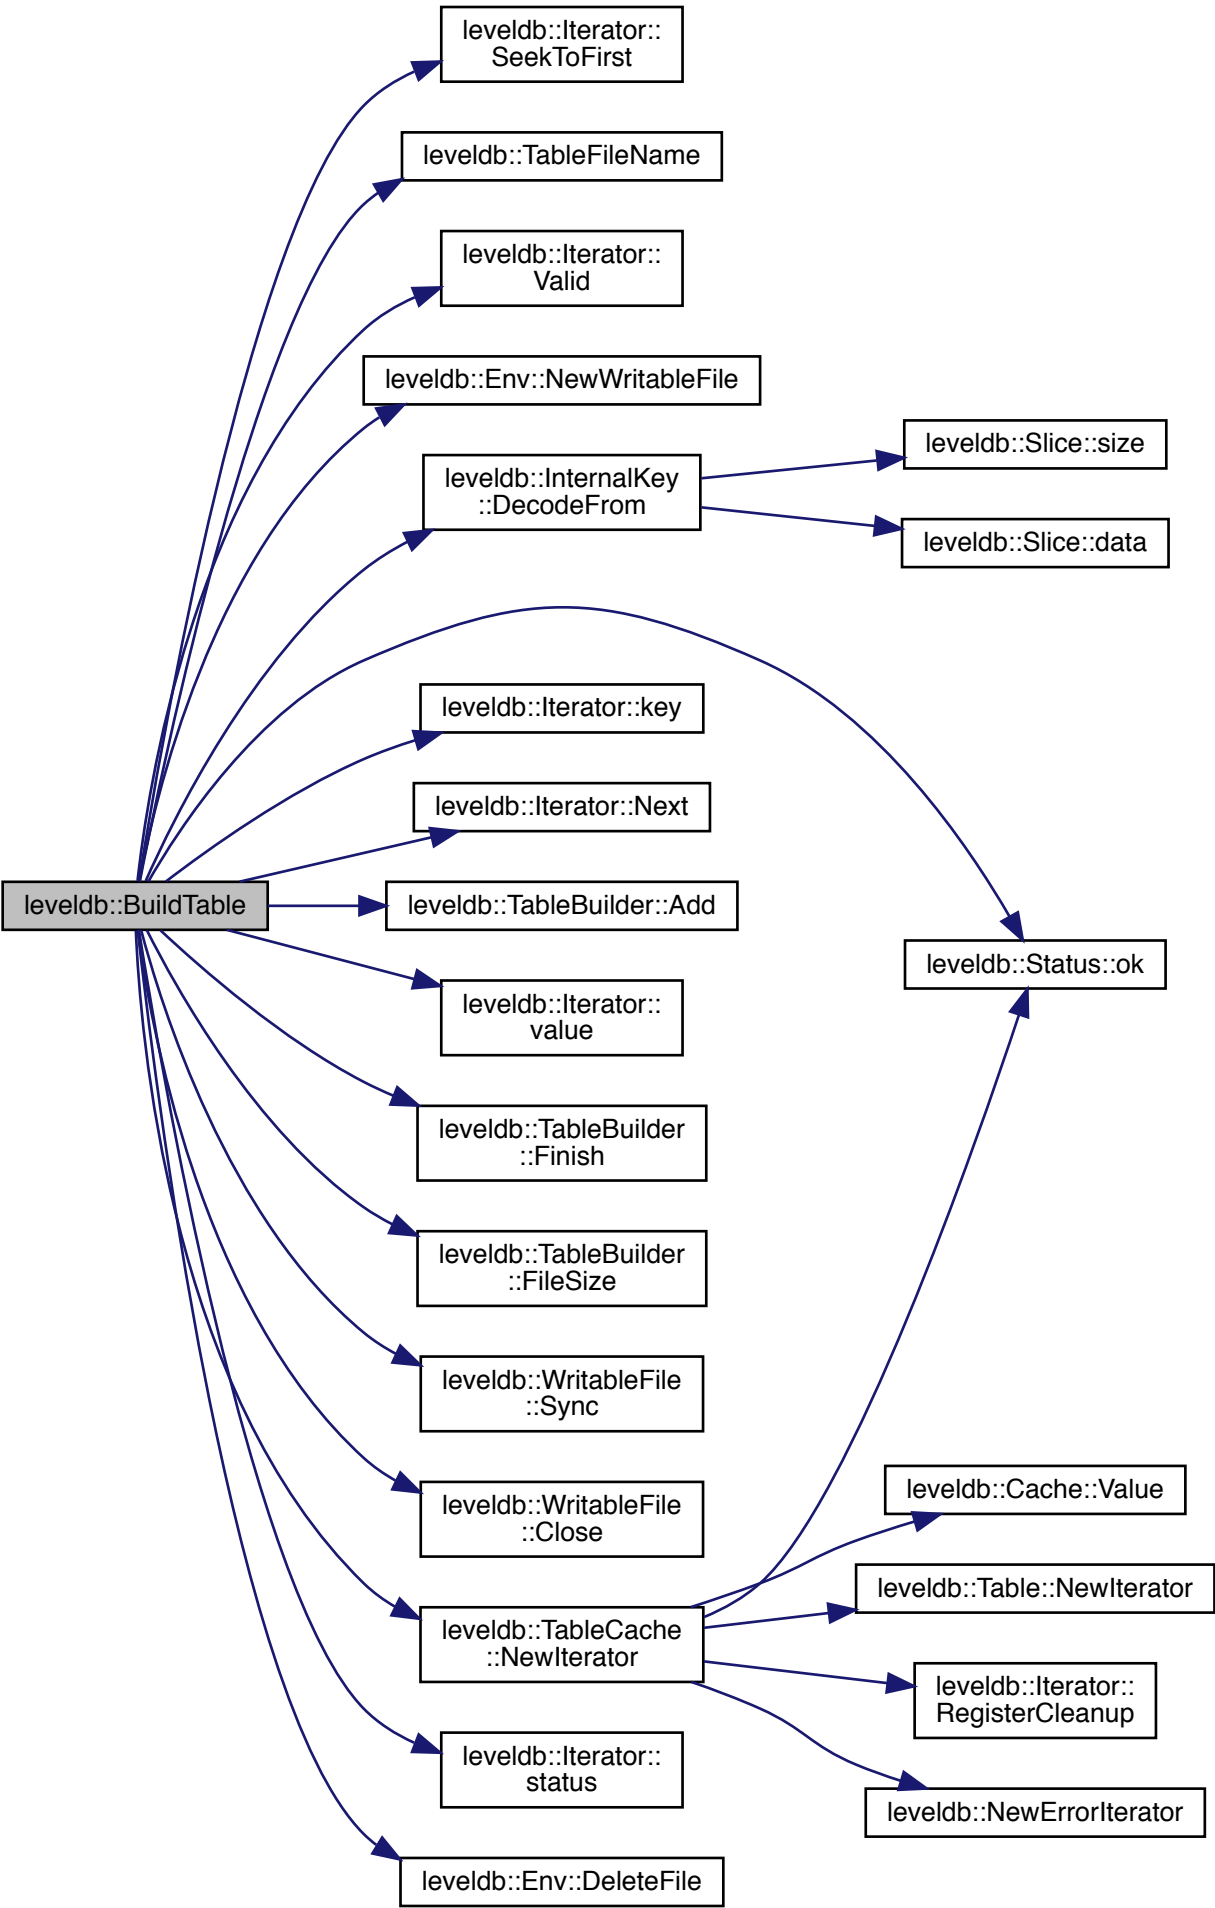 leveldb::Iterator::
SeekToFirst
leveldb::TableFileName
leveldb::Iterator::
Valid
leveldb::Env::NewWritableFile
leveldb::InternalKey
::DecodeFrom
leveldb::Slice::size
leveldb::Slice::data
leveldb::Iterator::key
leveldb::Iterator::Next
leveldb::BuildTable
leveldb::TableBuilder::Add
leveldb::Status::ok
leveldb::Iterator::
value
leveldb::TableBuilder
::Finish
leveldb::TableBuilder
::FileSize
leveldb::WritableFile
::Sync
leveldb::WritableFile
::Close
leveldb::Cache::Value
leveldb::Table::NewIterator
leveldb::TableCache
::NewIterator
leveldb::Iterator::
RegisterCleanup
leveldb::Iterator::
status
leveldb::NewErrorIterator
leveldb::Env::DeleteFile